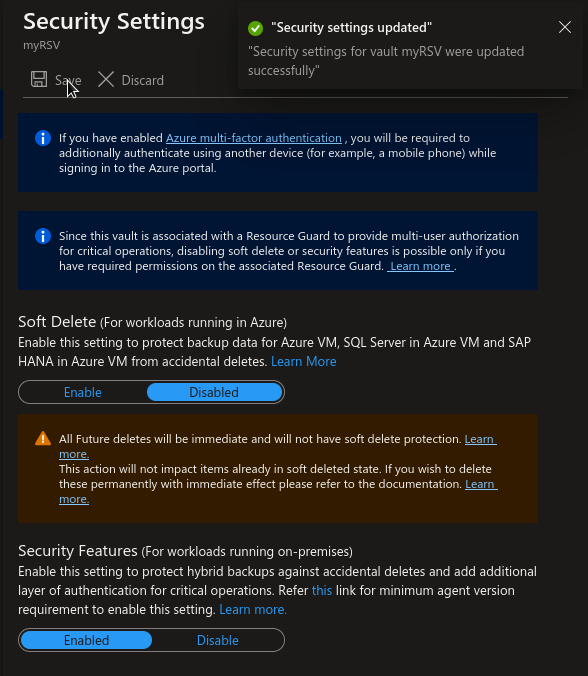 Security Settings
myRSV
Save
Discard
"Security settings updated"
"Security settings for vault myRSV were updated
successfully"
If you have enabled Azure multi-factor authentication , you will be required to
additionally authenticate using another device (for example, a mobile phone) while
signing in to the Azure portal.
Since this vault is associated with a Resource Guard to provide multi-user authorization
for critical operations, disabling soft delete or security features is possible only if you
have required permissions on the associated Resource Guard. Learn more .
Soft Delete (For workloads running in Azure)
Enable this setting to protect backup data for Azure VM, SQL Server in Azure VM and SAP
HANA in Azure VM from accidental deletes. Learn More
Enable
Disabled
All Future deletes will be immediate and will not have soft delete protection. Learn
more.
This action will not impact items already in soft deleted state. If you wish to delete
these permanently with immediate effect please refer to the documentation. Learn
more.
Security Features (For workloads running on-premises)
Enable this setting to protect hybrid backups against accidental deletes and add additional
layer of authentication for critical operations. Refer this link for minimum agent version
requirement to enable this setting. Learn more.
Enabled
Disable